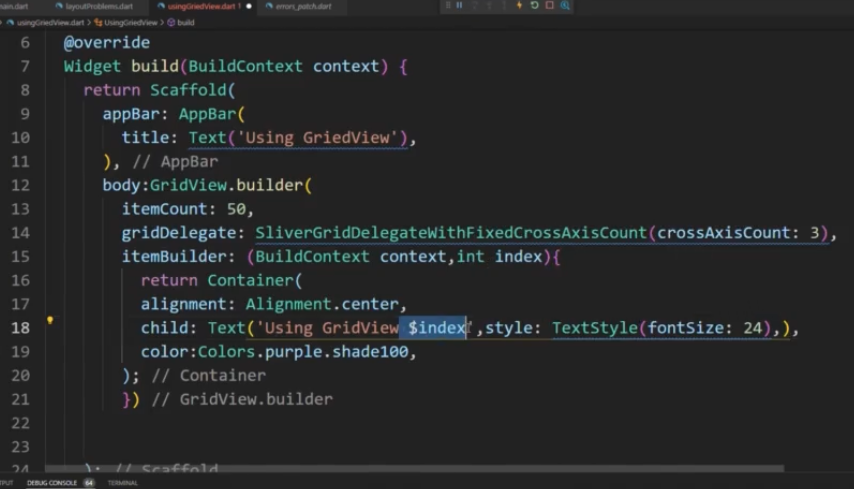 main.dart layoutProblems.dart usingGriedView.dart 1 errors_patch.dart
usingGriedView.dart > UsingGriedView > build
6 @override
7 Widget build(BuildContext context) {
8 return Scaffold(
9 appBar: AppBar(
10 title: Text('Using GriedView'),
11 ), // AppBar
12 body:GridView.builder(
13 itemCount: 50,
14 gridDelegate: SliverGridDelegateWithFixedCrossAxisCount(crossAxisCount: 3),
15 itemBuilder: (BuildContext context,int index){
16 return Container(
17 alignment: Alignment.center,
18 child: Text('Using GridView $index',style: TextStyle(fontSize: 24),),
19 color:Colors.purple.shade100,
20 ); // Container
21 }) // GridView.builder
22
23
24 ); // Scaffold
PUT DEBUG CONSOLE 64 TERMINAL